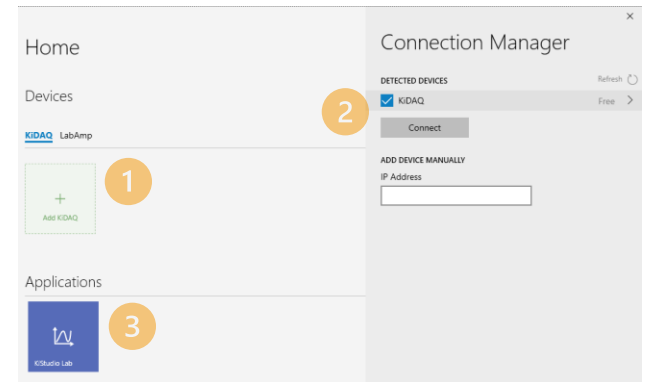 Home
Devices
KiDAQ LabAmp
1
+
Add KiDAQ
Applications
3
KiStudio Lab
×
Connection Manager
DETECTED DEVICES
Refresh
2
KiDAQ
Free
Connect
ADD DEVICE MANUALLY
IP Address